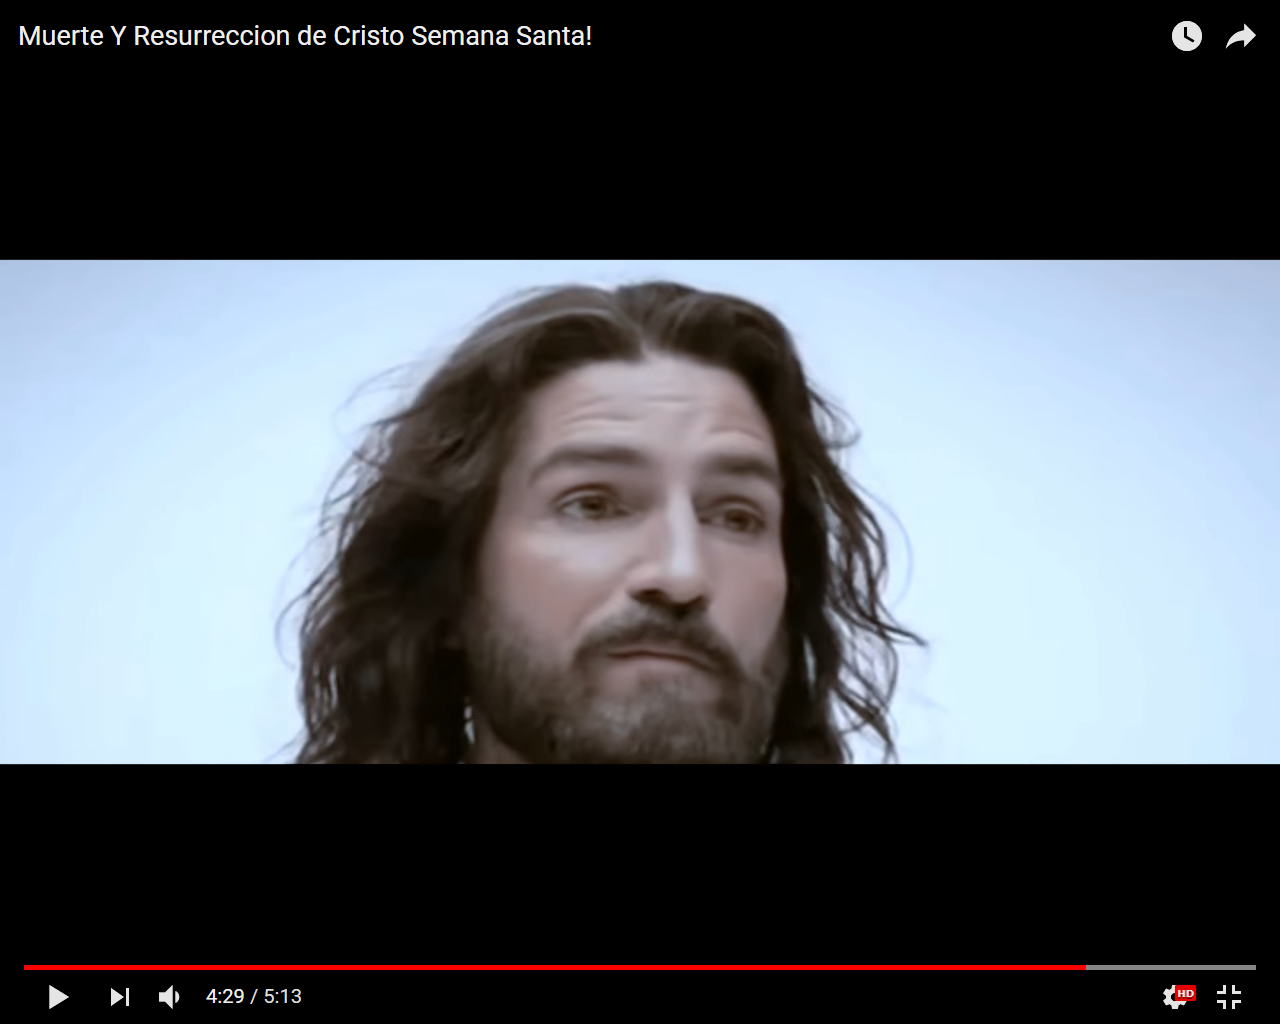 Muerte Y Resurreccion de Cristo Semana Santa!
4:29 / 5:13
HD